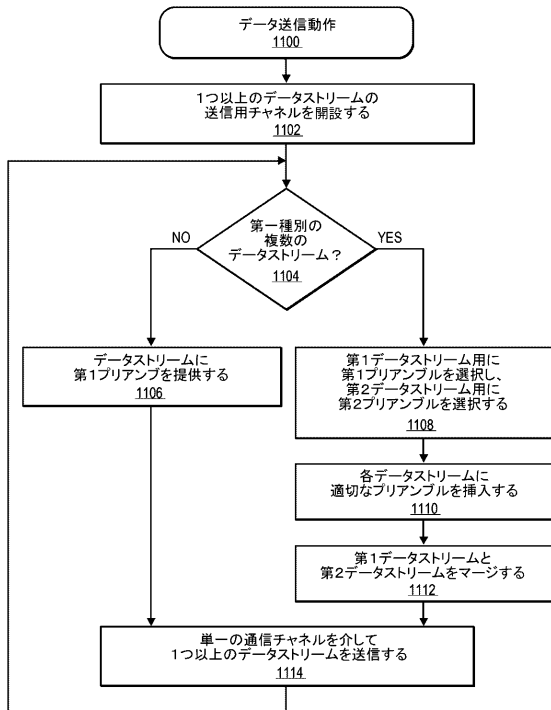 データ送信動作
1100
1つ以上のデータストリームの
送信用チャネルを開設する
1102
第一種別の
複数の
データストリーム?
1104
NO
YES
データストリームに
第1プリアンブを提供する
1106
第1データストリーム用に
第1プリアンブルを選択し、
第2データストリーム用に
第2プリアンブルを選択する
1108
各データストリームに
適切なプリアンブルを挿入する
1110
第1データストリームと
第2データストリームをマージする
1112
単一の通信チャネルを介して
1つ以上のデータストリームを送信する
1114